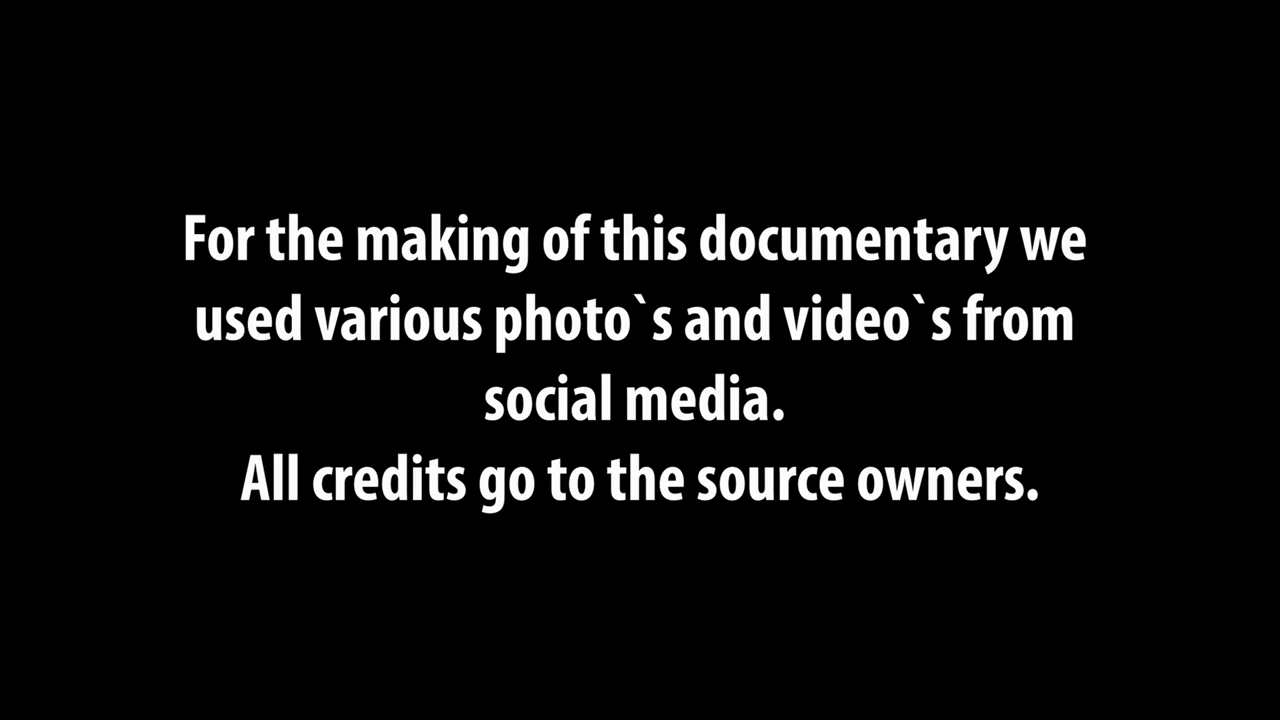 For the making of this documentary we
used various photo`s and video`s from
social media.
All credits go to the source owners.